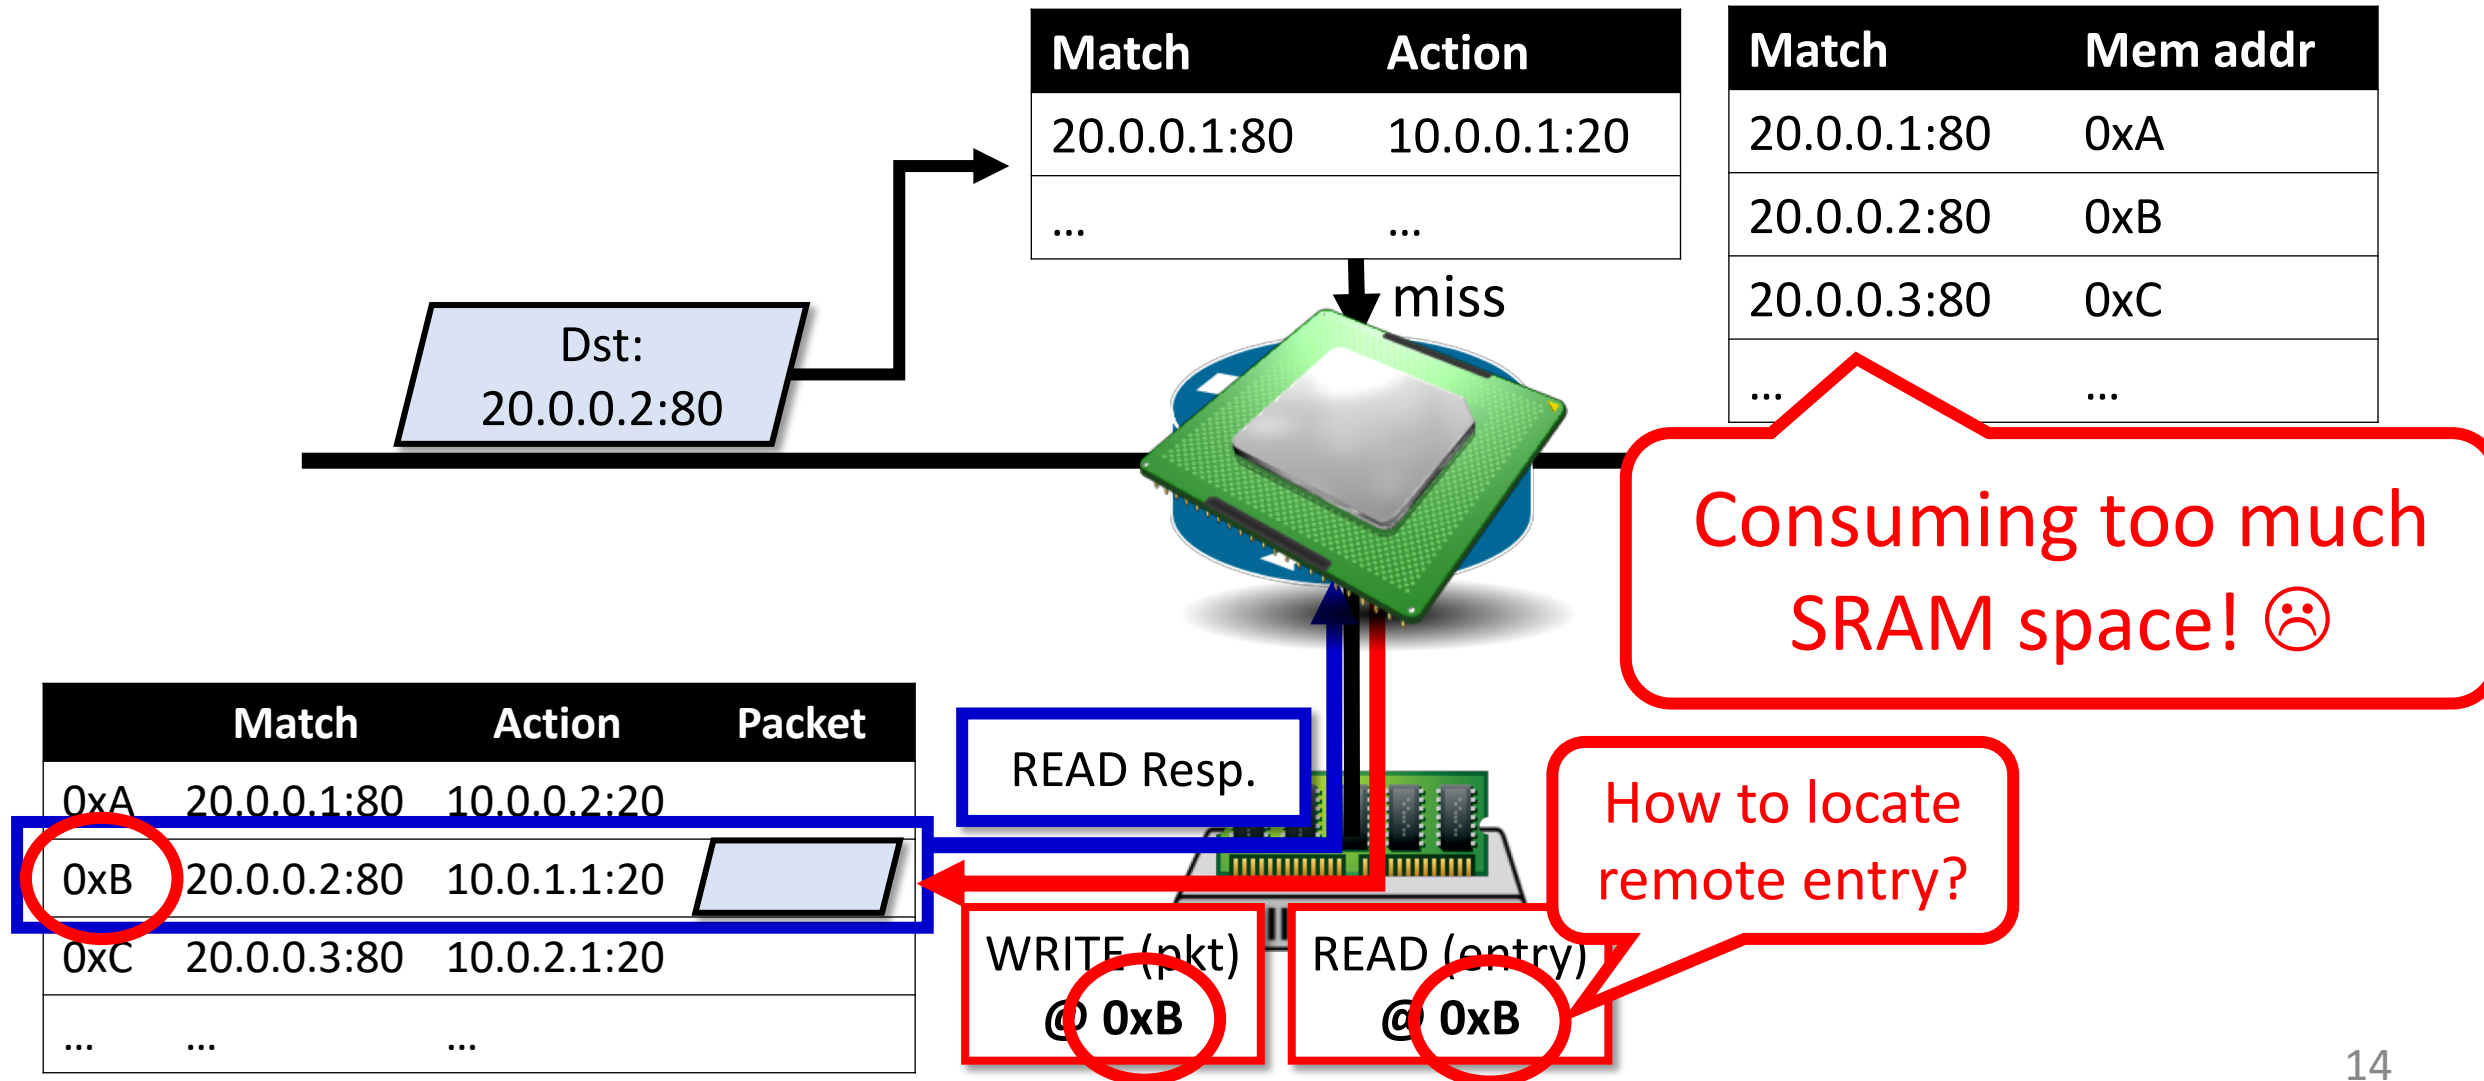 Match Action
20.0.0.1:80 10.0.0.1:20
... ...
Match Mem addr
20.0.0.1:80 0xA
20.0.0.2:80 0xB
20.0.0.3:80 0xC
... ...
miss
Dst:
20.0.0.2:80
Consuming too much
SRAM space! ☹
Match Action Packet
0xA 20.0.0.1:80 10.0.0.2:20
0xB 20.0.0.2:80 10.0.1.1:20
0xC 20.0.0.3:80 10.0.2.1:20
... ... ...
READ Resp.
How to locate
remote entry?
WRITE (pkt)
@ 0xB
READ (entry)
@ 0xB
14